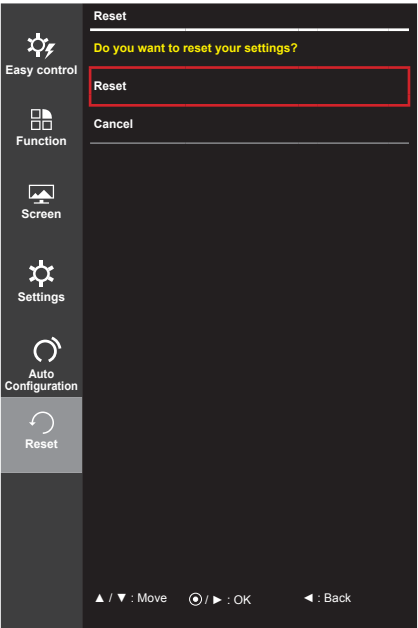 Reset
Do you want to reset your settings?
Reset
Cancel
Easy control
Function
Screen
Settings
Auto
Configuration
Reset
▲ / ▼ : Move
◉ / ► : OK
◄ : Back